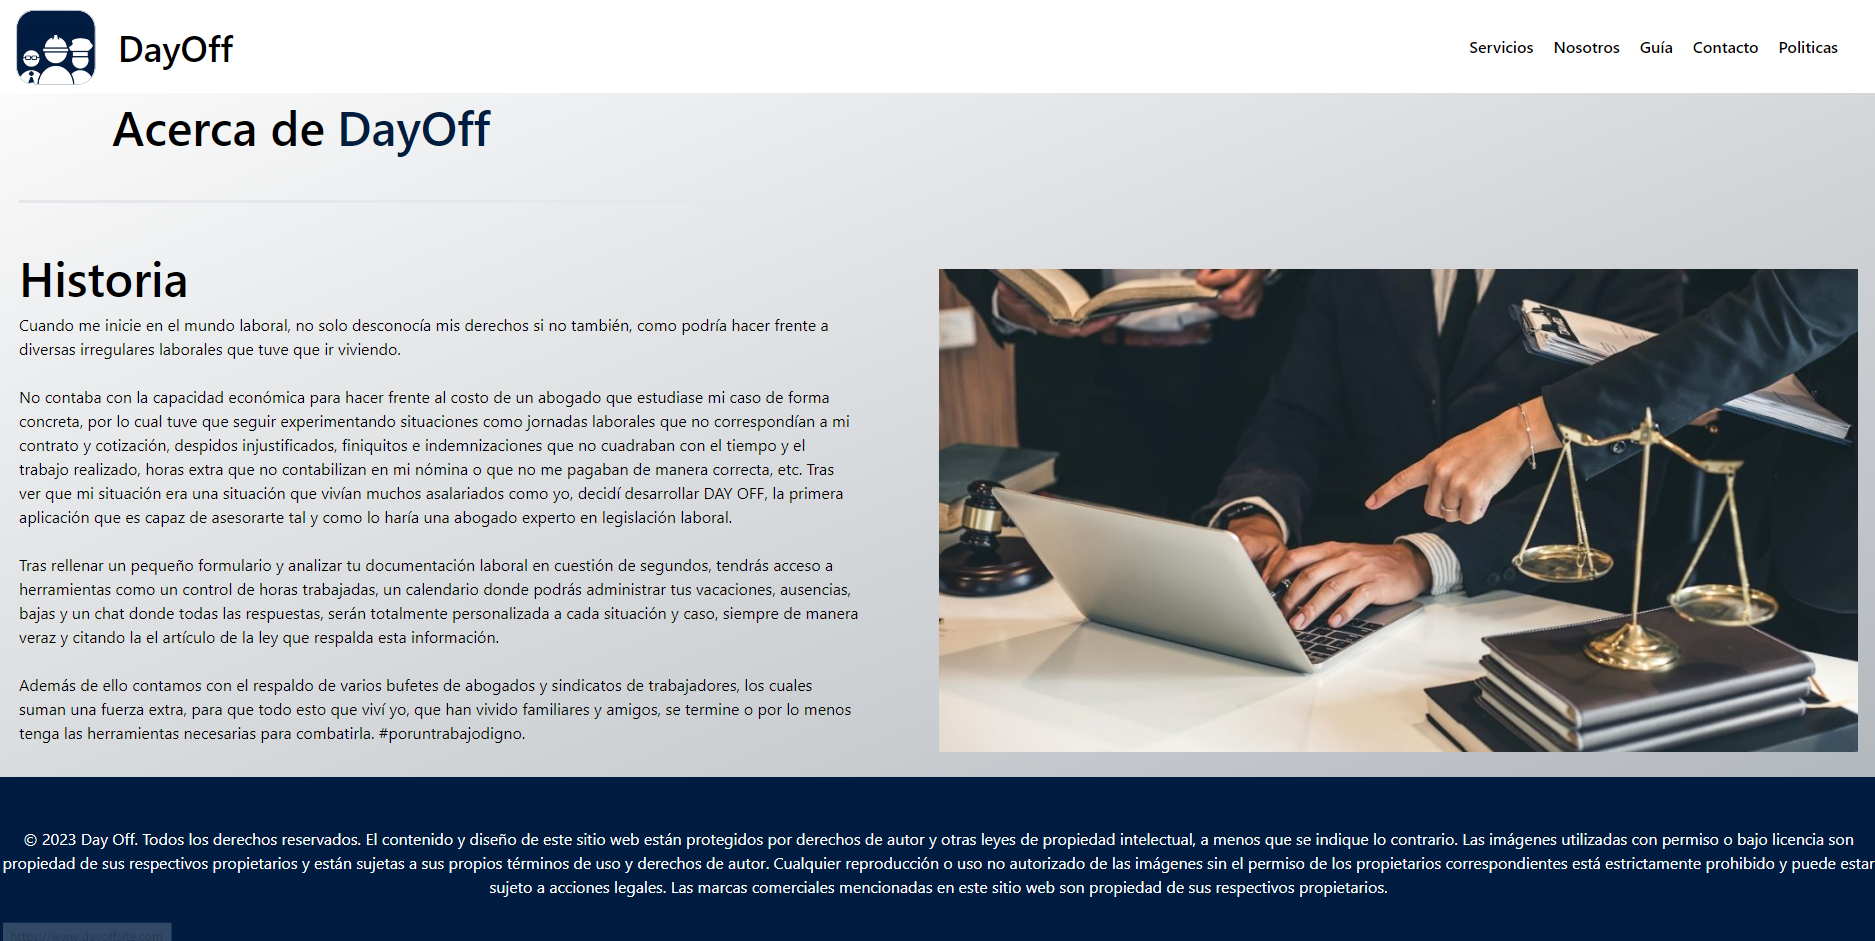 DayOff
Servicios Nosotros Guía Contacto Politicas
Acerca de DayOff
Historia
Cuando me inicie en el mundo laboral, no solo desconocía mis derechos si no también, como podría hacer frente a
diversas irregulares laborales que tuve que ir viviendo.
No contaba con la capacidad económica para hacer frente al costo de un abogado que estudiase mi caso de forma
concreta, por lo cual tuve que seguir experimentando situaciones como jornadas laborales que no correspondían a mi
contrato y cotización, despidos injustificados, finiquitos e indemnizaciones que no cuadraban con el tiempo y el
trabajo realizado, horas extra que no contabilizan en mi nómina o que no me pagaban de manera correcta, etc. Tras
ver que mi situación era una situación que vivían muchos asalariados como yo, decidí desarrollar DAY OFF, la primera
aplicación que es capaz de asesorarte tal y como lo haría una abogado experto en legislación laboral.
Tras rellenar un pequeño formulario y analizar tu documentación laboral en cuestión de segundos, tendrás acceso a
herramientas como un control de horas trabajadas, un calendario donde podrás administrar tus vacaciones, ausencias,
bajas y un chat donde todas las respuestas, serán totalmente personalizada a cada situación y caso, siempre de manera
veraz y citando la el artículo de la ley que respalda esta información.
Además de ello contamos con el respaldo de varios bufetes de abogados y sindicatos de trabajadores, los cuales
suman una fuerza extra, para que todo esto que viví yo, que han vivido familiares y amigos, se termine o por lo menos
tenga las herramientas necesarias para combatirla. #poruntrabajodigno.
© 2023 Day Off. Todos los derechos reservados. El contenido y diseño de este sitio web están protegidos por derechos de autor y otras leyes de propiedad intelectual, a menos que se indique lo contrario. Las imágenes utilizadas con permiso o bajo licencia son
propiedad de sus respectivos propietarios y están sujetas a sus propios términos de uso y derechos de autor. Cualquier reproducción o uso no autorizado de las imágenes sin el permiso de los propietarios correspondientes está estrictamente prohibido y puede estar
sujeto a acciones legales. Las marcas comerciales mencionadas en este sitio web son propiedad de sus respectivos propietarios.
https://www.dayoffsite.com